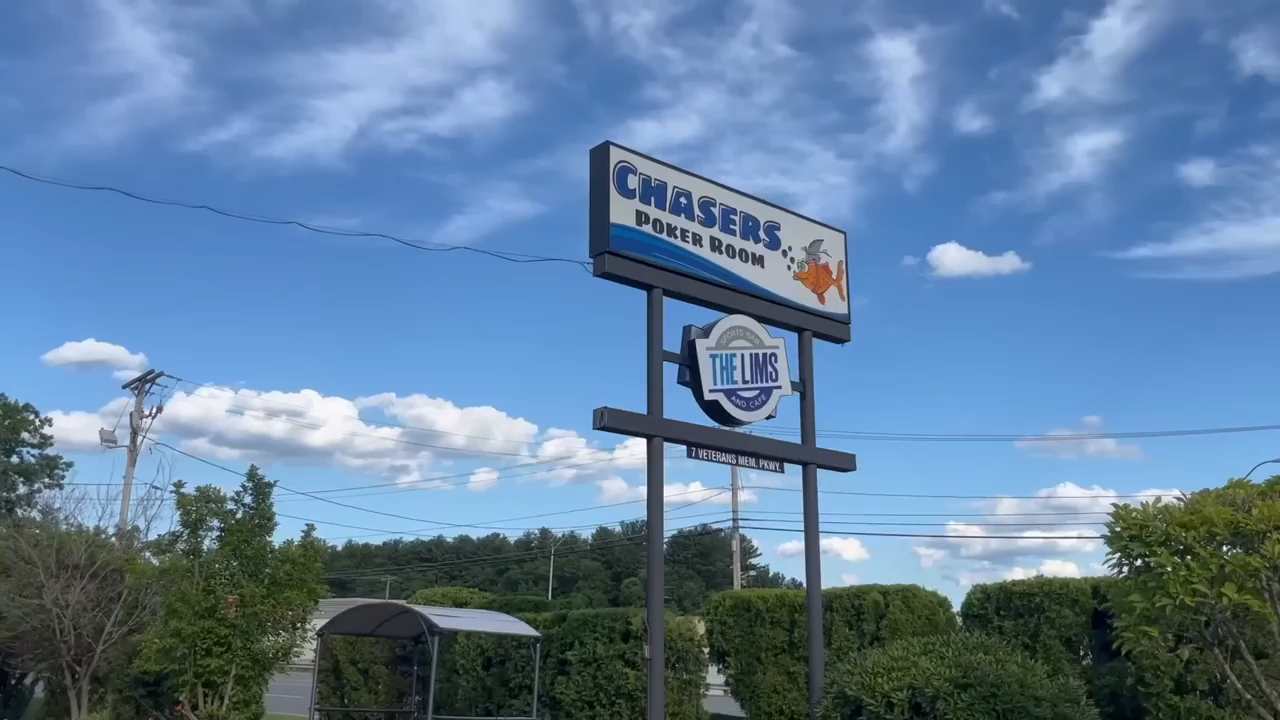 CHASERS
POKER ROOM
SPORTS BAR
THE LIMS
AND CAFE
7 VETERANS MEM. PKWY.